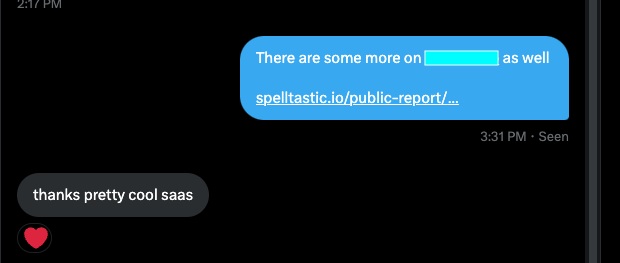 2:17 PM
There are some more on as well
spelltastic.io/public-report/...
3:31 PM · Seen
thanks pretty cool saas